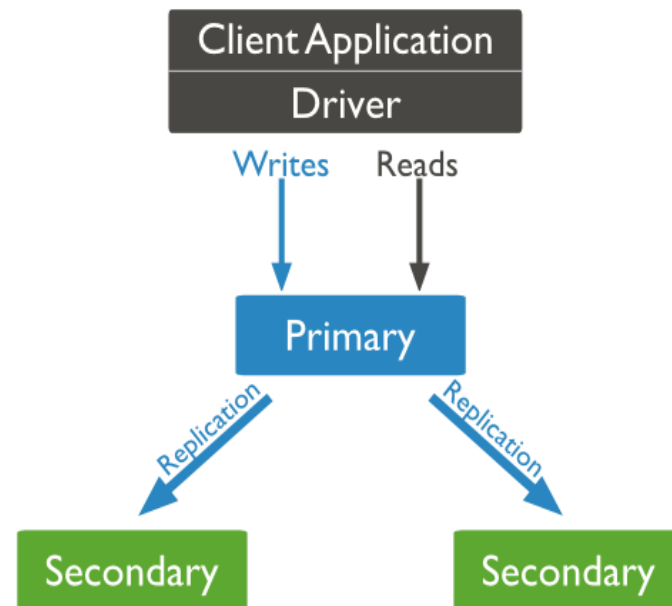 Client Application
Driver
Writes
Reads
Primary
Replication
Replication
Secondary
Secondary